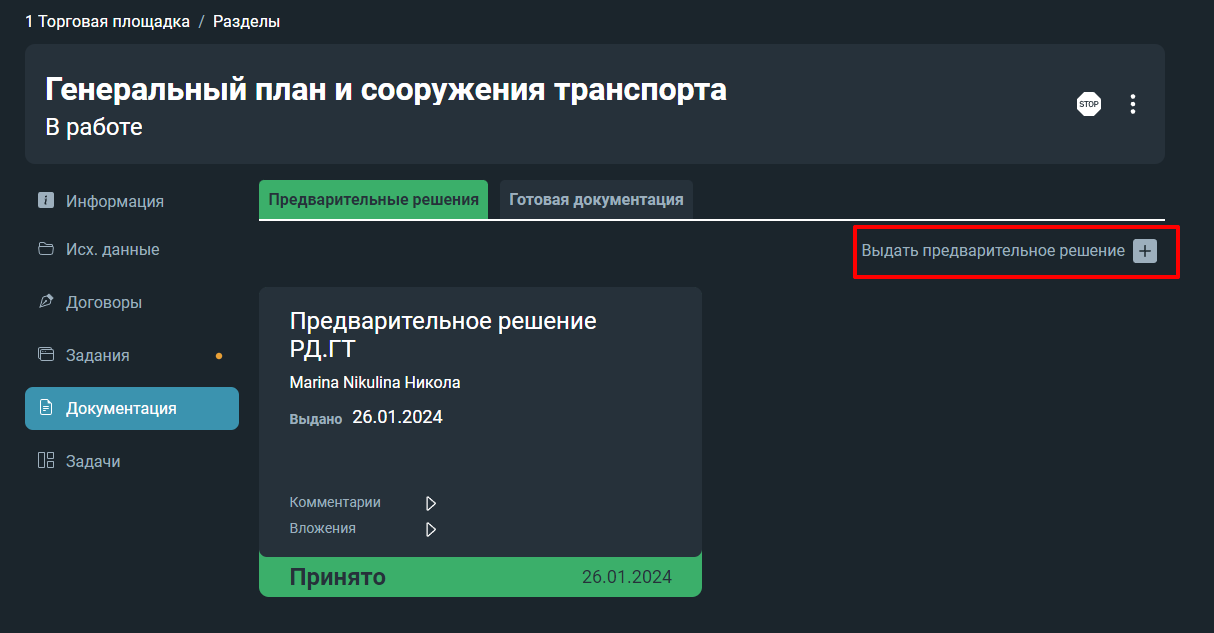 1 Торговая площадка / Разделы
Генеральный план и сооружения транспорта
В работе
STOP
Информация
Исх. данные
Договоры
Задания
Документация
Задачи
Предварительные решения
Готовая документация
Выдать предварительное решение +
Предварительное решение
РД.ГТ
Marina Nikulina Никола
Выдано 26.01.2024
Комментарии
Вложения
Принято 26.01.2024